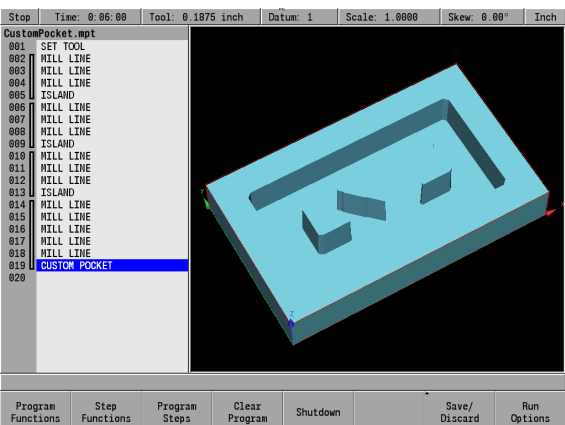 Stop Time: 0:06:00 Tool: 0.1875 inch Datum: 1 Scale: 1.0000 Skew: 0.00° Inch
CustomPocket.mpt
001 SET TOOL
002 MILL LINE
003 MILL LINE
004 MILL LINE
005 ISLAND
006 MILL LINE
007 MILL LINE
008 MILL LINE
009 ISLAND
010 MILL LINE
011 MILL LINE
012 MILL LINE
013 ISLAND
014 MILL LINE
015 MILL LINE
016 MILL LINE
017 MILL LINE
018 MILL LINE
019 CUSTOM POCKET
020
Y
X
Z
Program Functions
Step Functions
Program Steps
Clear Program
Shutdown
Save/ Discard
Run Options